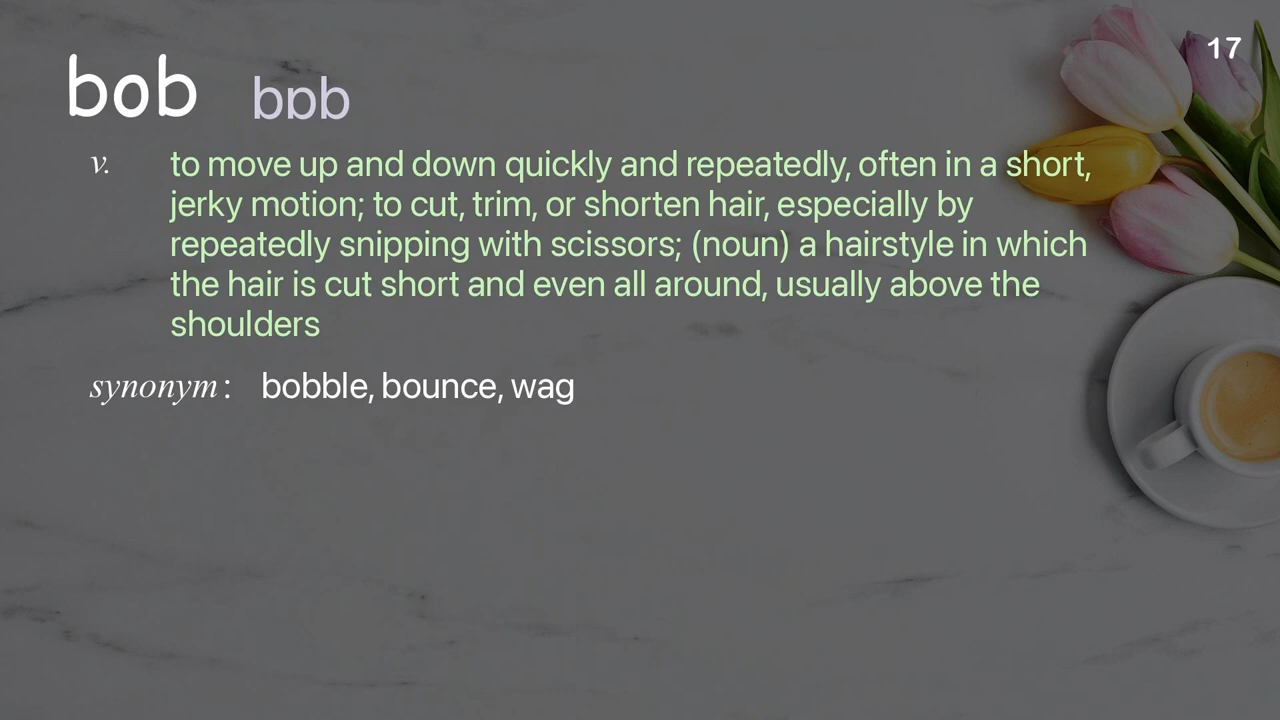 17
bob bɒb
v. to move up and down quickly and repeatedly, often in a short,
jerky motion; to cut, trim, or shorten hair, especially by
repeatedly snipping with scissors; (noun) a hairstyle in which
the hair is cut short and even all around, usually above the
shoulders
synonym: bobble, bounce, wag